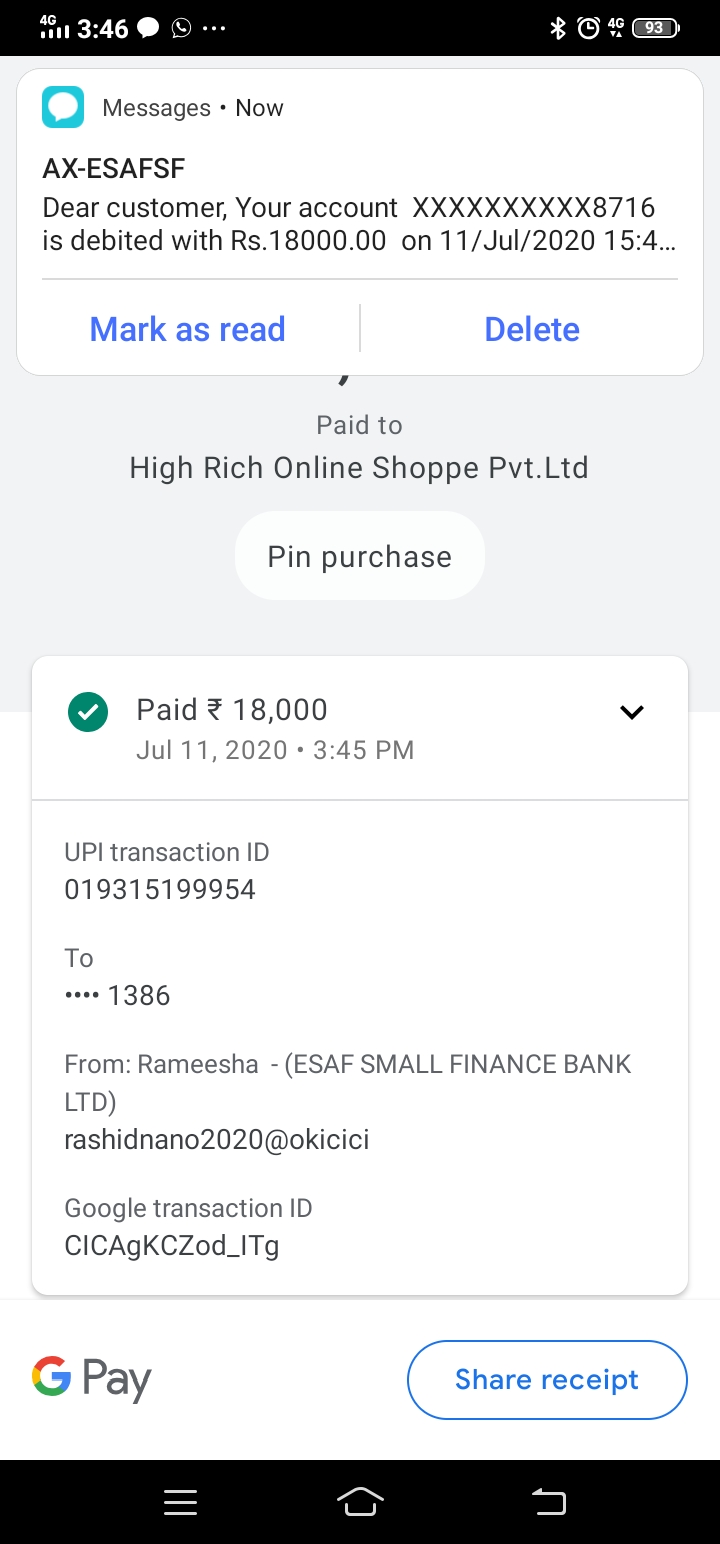 4G 3:46 ...
4G 93
Messages • Now
AX-ESAFSF
Dear customer, Your account XXXXXXXXXX8716
is debited with Rs.18000.00 on 11/Jul/2020 15:4...
Mark as read Delete
Paid to
High Rich Online Shoppe Pvt.Ltd
Pin purchase
Paid ₹ 18,000
Jul 11, 2020 • 3:45 PM
UPI transaction ID
019315199954
To
•••• 1386
From: Rameesha - (ESAF SMALL FINANCE BANK
LTD)
rashidnano2020@okicici
Google transaction ID
CICAgKCZod_ITg
G Pay
Share receipt